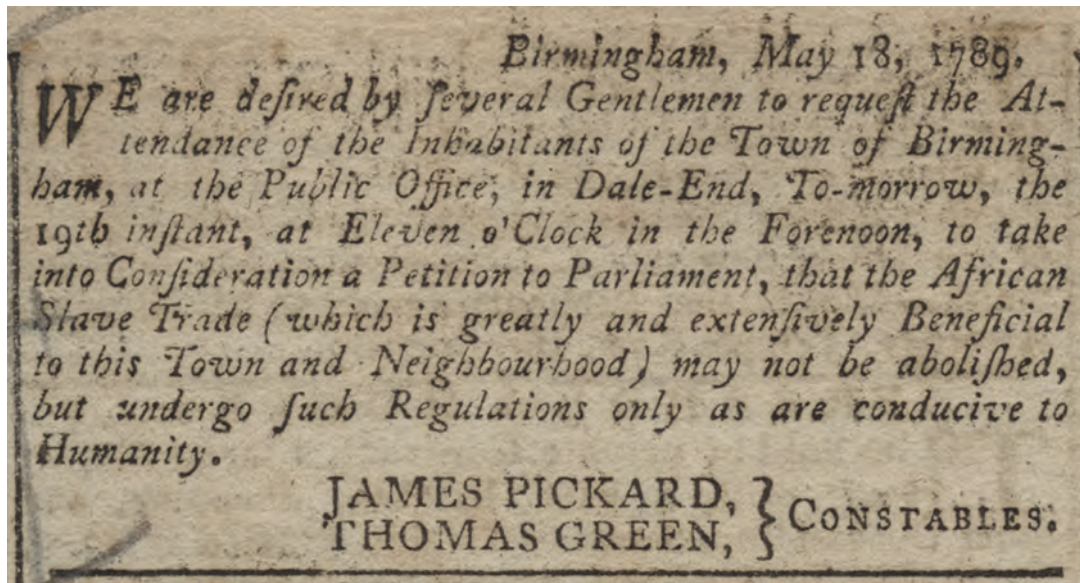 Birmingham, May 18, 1789.
WE are deſired by ſeveral Gentlemen to requeſt the At-
tendance of the Inhabitants of the Town of Birming-
ham, at the Public Office, in Dale-End, To-morrow, the
19th inſtant, at Eleven o'Clock in the Forenoon, to take
into Conſideration a Petition to Parliament, that the African
Slave Trade (which is greatly and extenſively Beneficial
to this Town and Neighbourhood) may not be aboliſhed,
but undergo ſuch Regulations only as are conducive to
Humanity.
JAMES PICKARD, } CONSTABLES.
THOMAS GREEN,